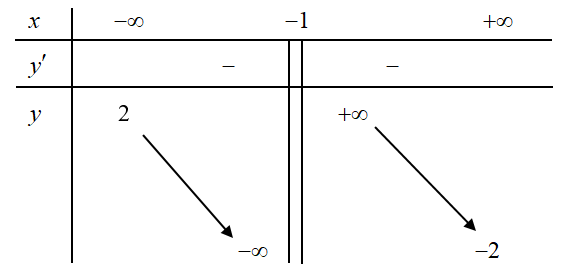 x −∞ −1 +∞
y′ − −
y 2 +∞
−∞ −2